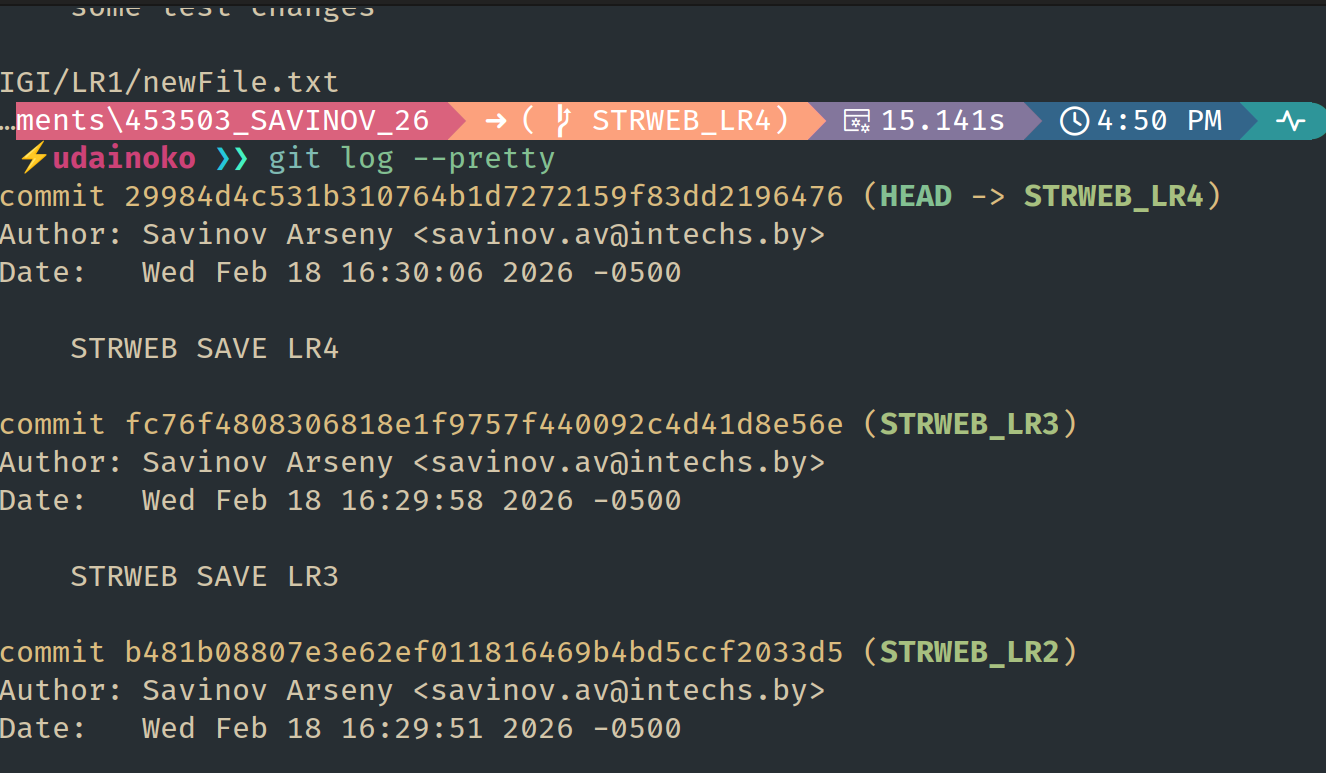 some test changes
IGI/LR1/newFile.txt
…ments\453503_SAVINOV_26 ➜ ( STRWEB_LR4) 15.141s 4:50 PM
⚡udainoko ❯❯ git log --pretty
commit 29984d4c531b310764b1d7272159f83dd2196476 (HEAD -> STRWEB_LR4)
Author: Savinov Arseny <savinov.av@intechs.by>
Date:   Wed Feb 18 16:30:06 2026 -0500
STRWEB SAVE LR4
commit fc76f4808306818e1f9757f440092c4d41d8e56e (STRWEB_LR3)
Author: Savinov Arseny <savinov.av@intechs.by>
Date:   Wed Feb 18 16:29:58 2026 -0500
STRWEB SAVE LR3
commit b481b08807e3e62ef011816469b4bd5ccf2033d5 (STRWEB_LR2)
Author: Savinov Arseny <savinov.av@intechs.by>
Date:   Wed Feb 18 16:29:51 2026 -0500